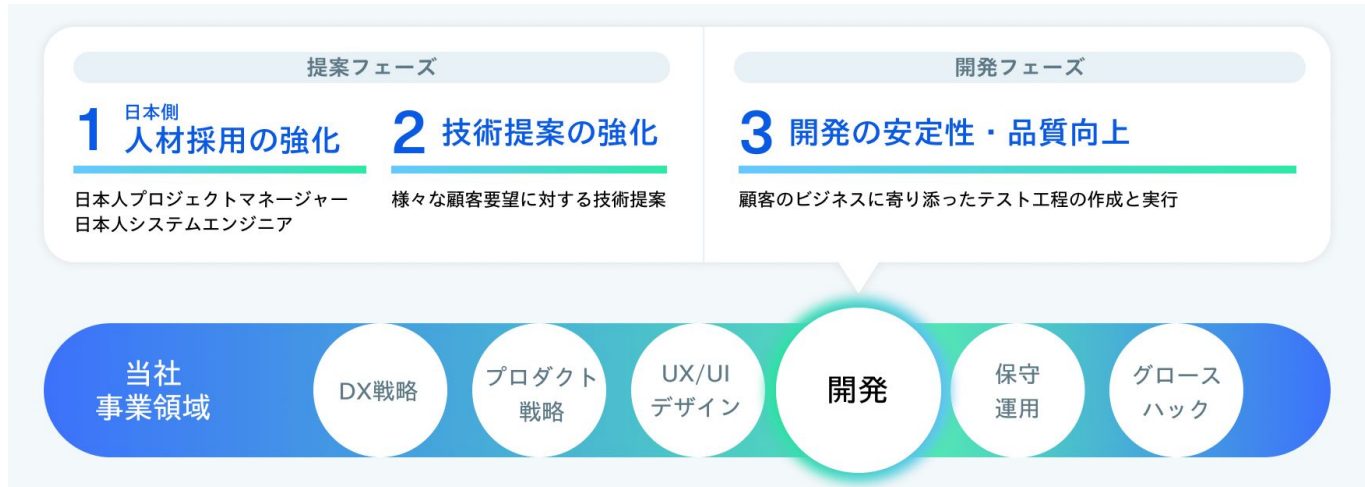 提案フェーズ
1 日本側
人材採用の強化
日本人プロジェクトマネージャー
日本人システムエンジニア
2 技術提案の強化
様々な顧客要望に対する技術提案
開発フェーズ
3 開発の安定性・品質向上
顧客のビジネスに寄り添ったテスト工程の作成と実行
当社
事業領域
DX戦略
プロダクト
戦略
UX/UI
デザイン
開発
保守
運用
グロース
ハック